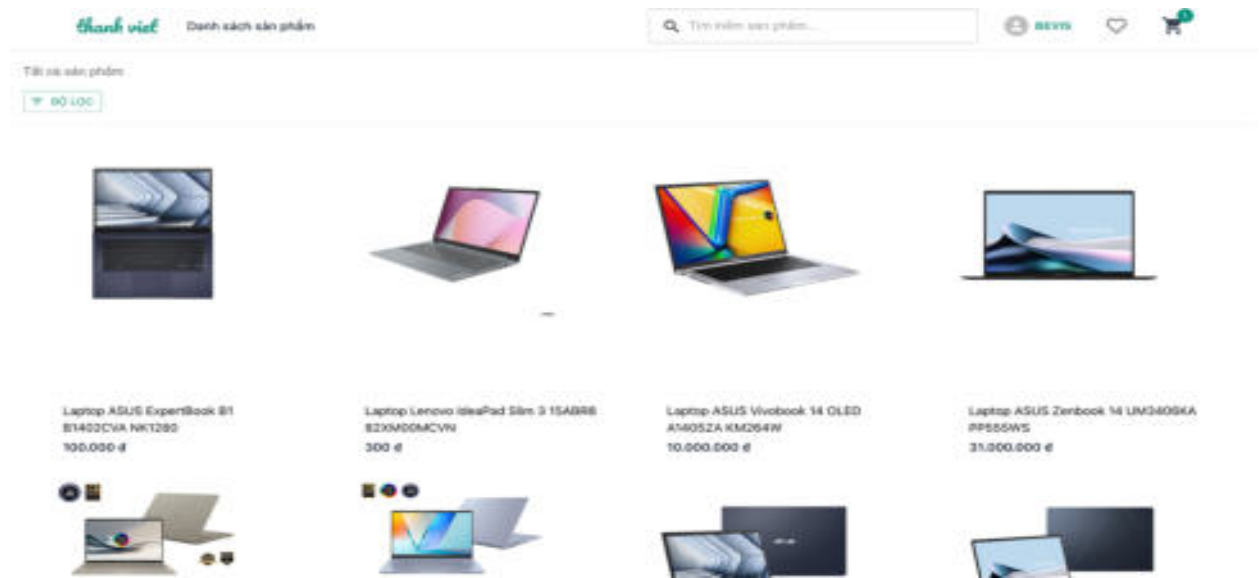 thanh viet
Danh sách sản phẩm
Tìm kiếm sản phẩm...
BEVIS
1
Tất cả sản phẩm
BỘ LỌC
Laptop ASUS ExpertBook B1
B1402CVA NK1280
100.000 đ
Laptop Lenovo IdeaPad Slim 3 15ABR8
82XM00MCVN
300 đ
Laptop ASUS Vivobook 14 OLED
A1405ZA KM264W
10.000.000 đ
Laptop ASUS Zenbook 14 UM3406KA
PP555WS
31.000.000 đ